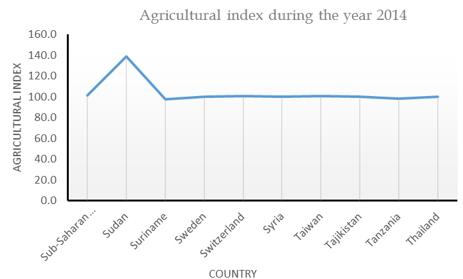 Agricultural index during the year 2014
160.0
140.0
120.0
100.0
80.0
60.0
40.0
20.0
0.0
AGRICULTURAL INDEX
Sub-Saharan...
Sudan
Suriname
Sweden
Switzerland
Syria
Taiwan
Tajikistan
Tanzania
Thailand
COUNTRY